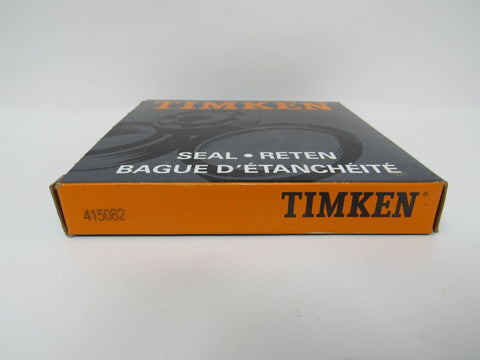 TIMKEN
SEAL • RETEN
BAGUE D'ÉTANCHÉITÉ
415082
TIMKEN®